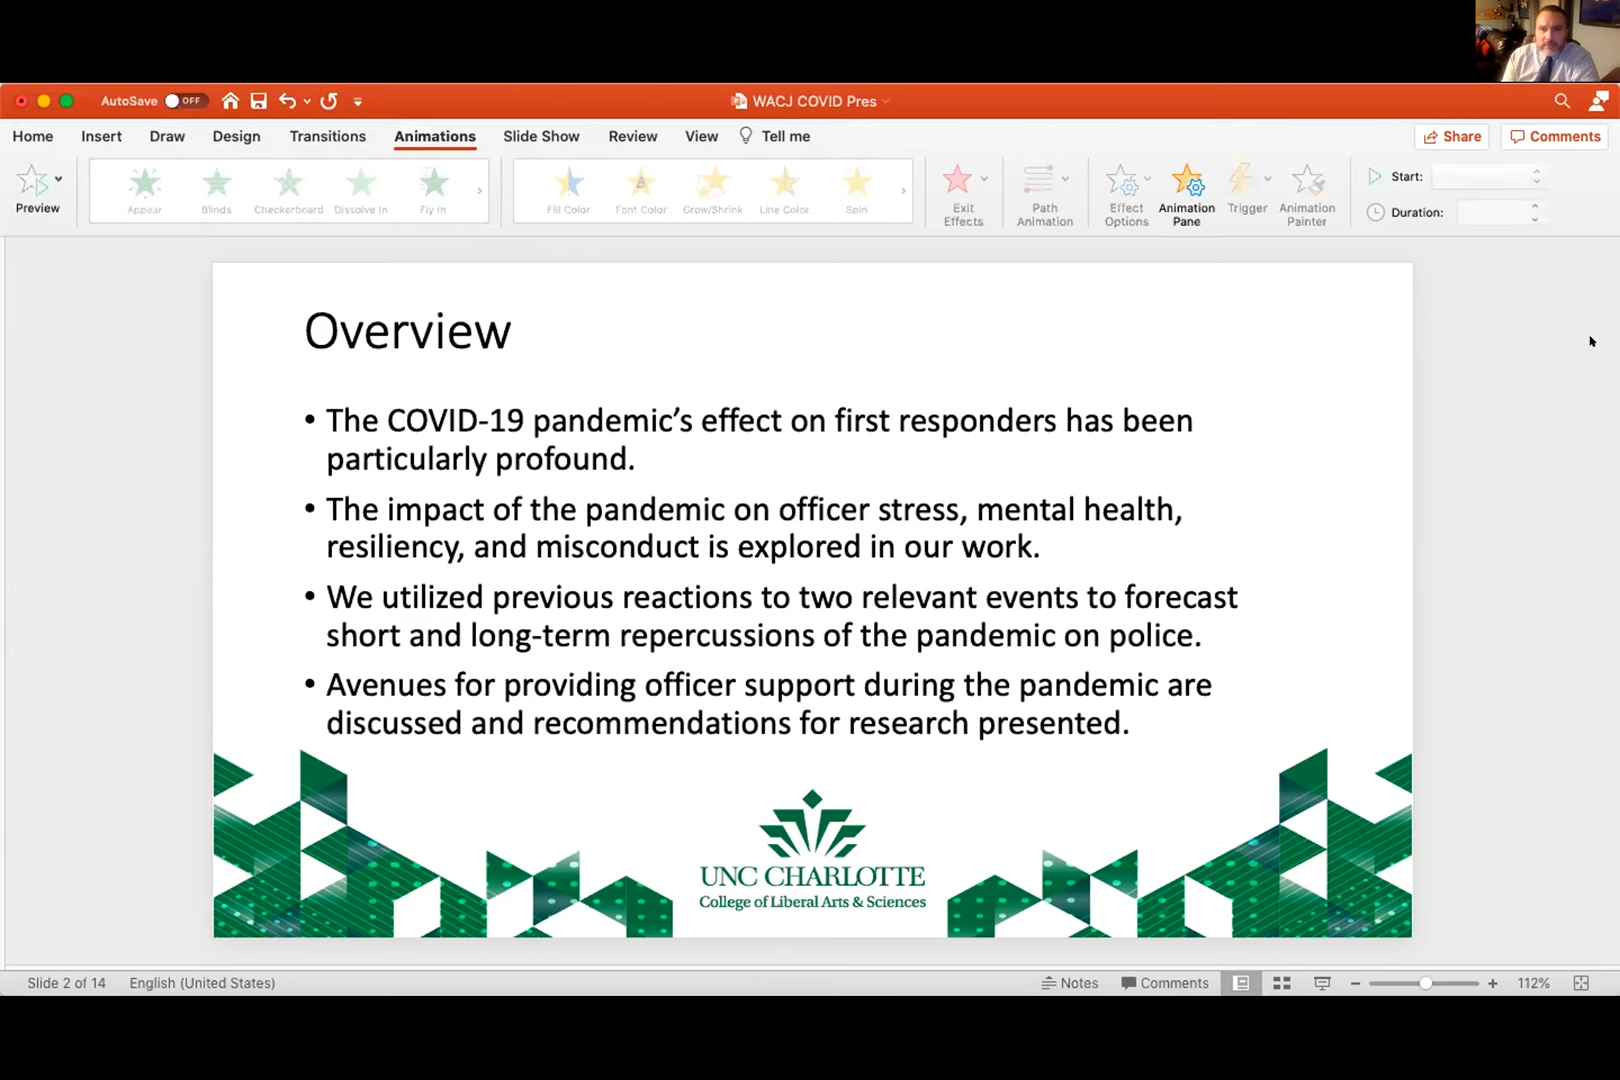 AutoSave OFF WACJ COVID Pres
Home Insert Draw Design Transitions Animations Slide Show Review View Tell me Share Comments
Preview Appear Blinds Checkerboard Dissolve In Fly In Fill Color Font Color Grow/Shrink Line Color Spin Exit Effects Path Animation Effect Options Animation Pane Trigger Animation Painter Start:
Duration:
Overview
• The COVID-19 pandemic’s effect on first responders has been
particularly profound.
• The impact of the pandemic on officer stress, mental health,
resiliency, and misconduct is explored in our work.
• We utilized previous reactions to two relevant events to forecast
short and long-term repercussions of the pandemic on police.
• Avenues for providing officer support during the pandemic are
discussed and recommendations for research presented.
UNC CHARLOTTE
College of Liberal Arts & Sciences
Slide 2 of 14 English (United States) Notes Comments 112%